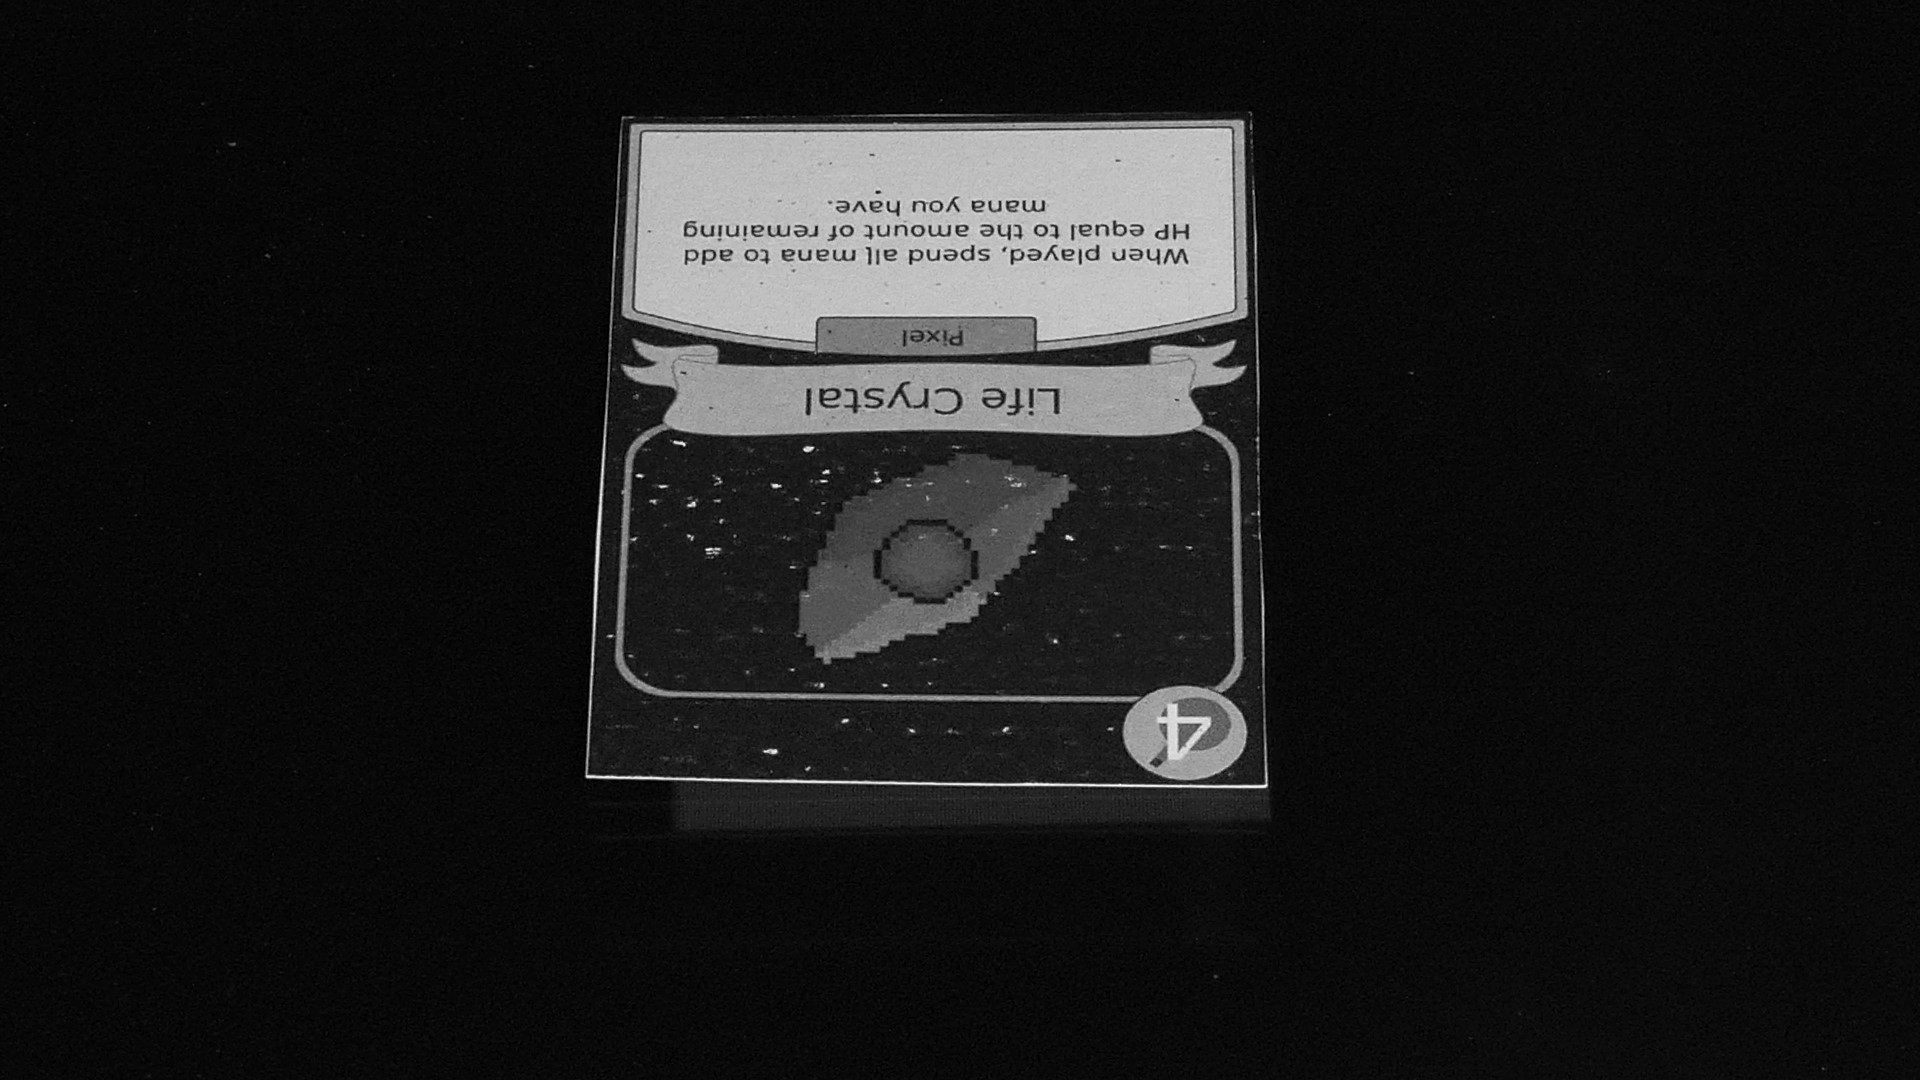 4
Life Crystal
Pixel
When played, spend all mana to add
HP equal to the amount of remaining
mana you have.